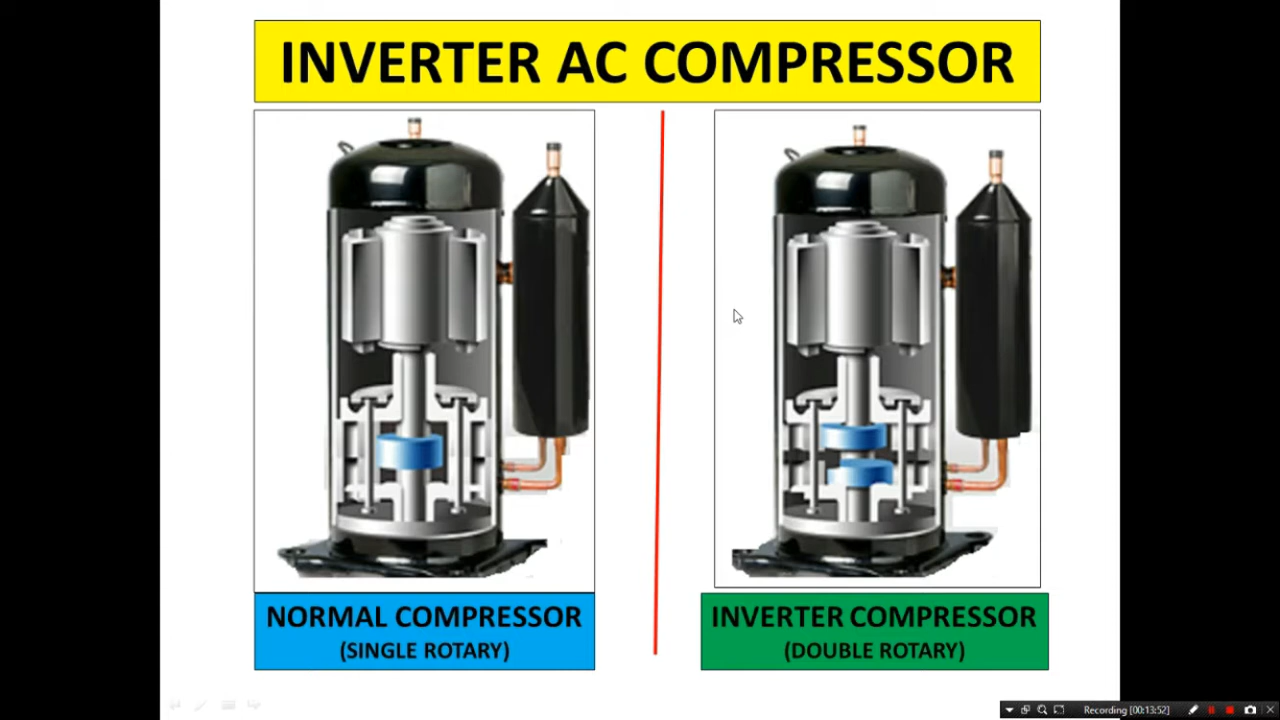 INVERTER AC COMPRESSOR
NORMAL COMPRESSOR
(SINGLE ROTARY)
INVERTER COMPRESSOR
(DOUBLE ROTARY)
Recording [00:13:52]